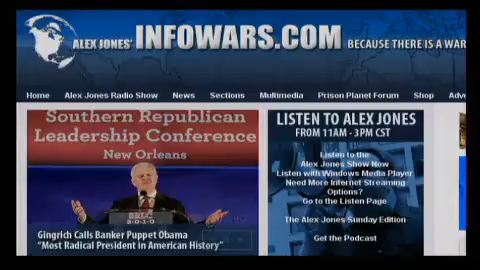 ALEX JONES' INFOWARS.COM BECAUSE THERE IS A WAR
Home Alex Jones Radio Show News Sections Multimedia Prison Planet Forum Shop Adve
Southern Republican
Leadership Conference
New Orleans
SRLC
2010
Gingrich Calls Banker Puppet Obama
"Most Radical President in American History"
LISTEN TO ALEX JONES
FROM 11AM - 3PM CST
Listen to the
Alex Jones Show Now
Listen with Windows Media Player
Need More Internet Streaming
Options?
Go to the Listen Page
The Alex Jones Sunday Edition
Get the Podcast